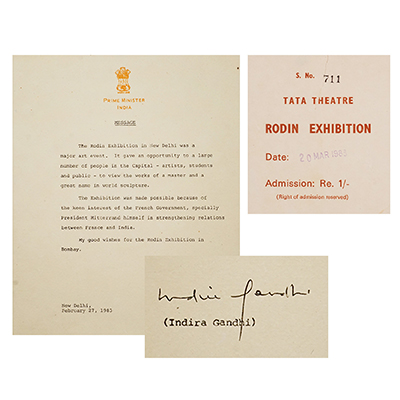 PRIME MINISTER
INDIA
MESSAGE
The Rodin Exhibition in New Delhi was a
major art event. It gave an opportunity to a large
number of people in the Capital - artists, students
and public - to view the works of a master and a
great name in world sculpture.
The Exhibition was made possible because of
the keen interest of the French Government, specially
President Mitterrand himself in strengthening relations
between France and India.
My good wishes for the Rodin Exhibition in
Bombay.
New Delhi,
February 27, 1983
S. No. 711
TATA THEATRE
RODIN EXHIBITION
Date: 20 MAR 1983
Admission: Re. 1/-
(Right of admission reserved)
Indira Gandhi
(Indira Gandhi)